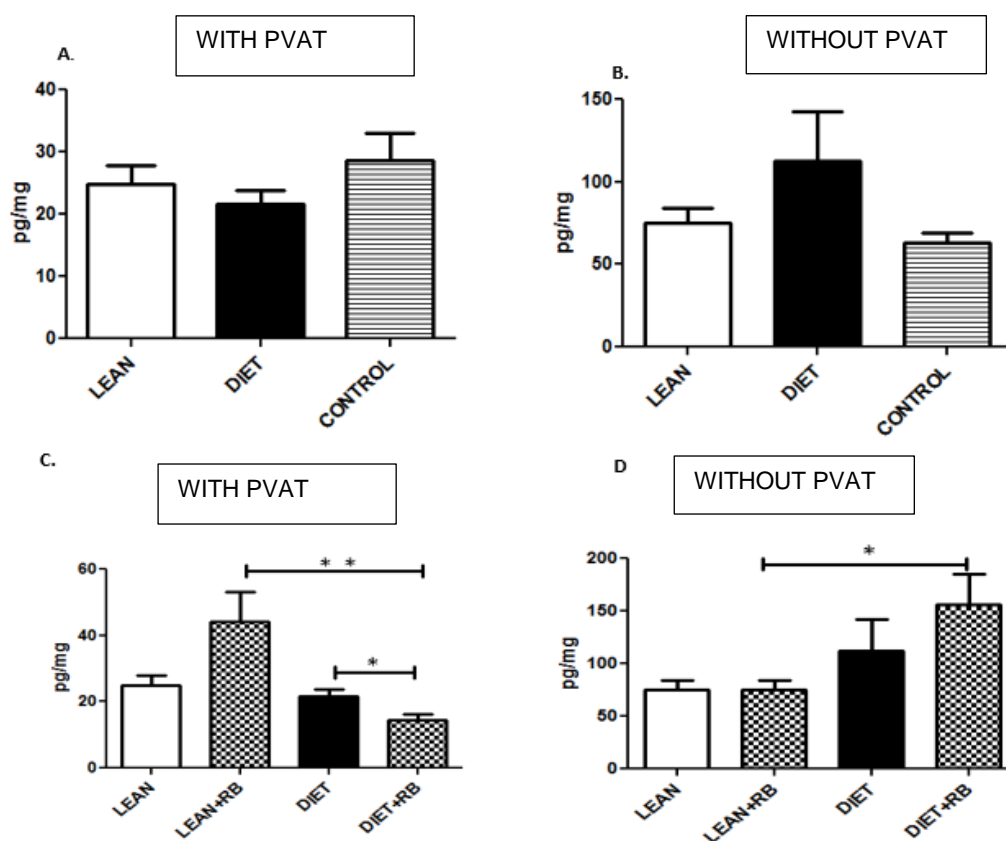 A.
WITH PVAT
40
30
20
10
0
pg/mg
LEAN
DIET
CONTROL
B.
WITHOUT PVAT
150
100
50
0
pg/mg
LEAN
DIET
CONTROL
C.
WITH PVAT
60
40
20
0
pg/mg
* *
*
LEAN
LEAN+RB
DIET
DIET+RB
D
WITHOUT PVAT
200
150
100
50
0
pg/mg
*
LEAN
LEAN+RB
DIET
DIET+RB